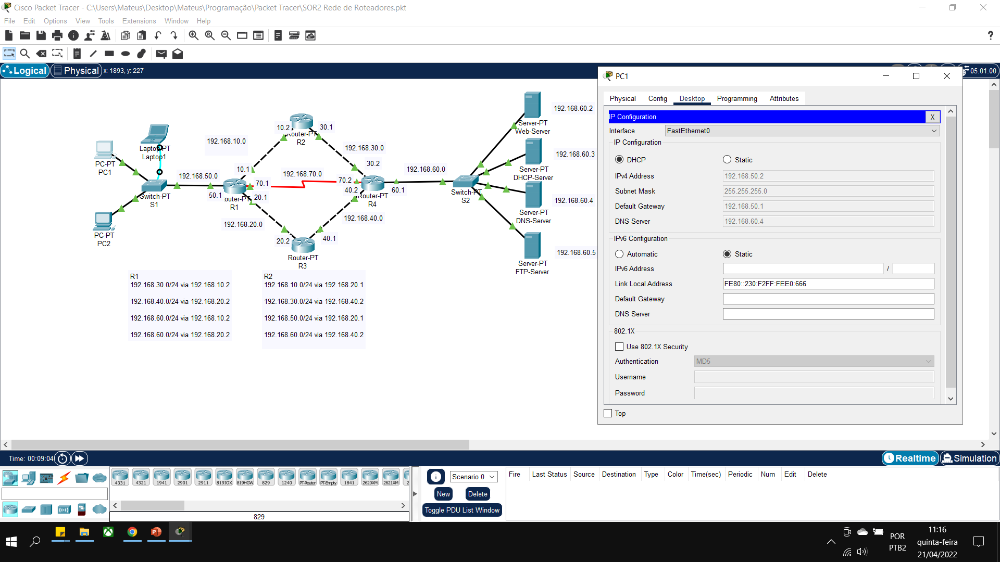 Cisco Packet Tracer - C:\Users\Mateus\Desktop\Mateus\Programação\Packet Tracer\SOR2 Rede de Roteadores.pkt
File Edit Options View Tools Extensions Window Help
?
Logical Physical x: 1893, y: 227
05:01:00
192.168.60.2
Server-PT
Web-Server
192.168.60.3
Server-PT
DHCP-Server
192.168.60.4
Server-PT
DNS-Server
192.168.60.5
Server-PT
FTP-Server
10.2
30.1
Router-PT
R2
192.168.10.0
192.168.30.0
Laptop-PT
Laptop1
PC-PT
PC1
10.1
30.2
192.168.50.0
192.168.70.0
192.168.60.0
70.1
70.2
50.1
20.1
40.2
60.1
Switch-PT
S1
Router-PT
R1
Router-PT
R4
Switch-PT
S2
192.168.20.0
192.168.40.0
PC-PT
PC2
20.2
40.1
Router-PT
R3
R1
192.168.30.0/24 via 192.168.10.2
192.168.40.0/24 via 192.168.20.2
192.168.60.0/24 via 192.168.10.2
192.168.60.0/24 via 192.168.20.2
R2
192.168.10.0/24 via 192.168.20.1
192.168.30.0/24 via 192.168.40.2
192.168.50.0/24 via 192.168.20.1
192.168.60.0/24 via 192.168.40.2
PC1
Physical Config Desktop Programming Attributes
IP Configuration X
Interface FastEthernet0
IP Configuration
DHCP Static
IPv4 Address 192.168.50.2
Subnet Mask 255.255.255.0
Default Gateway 192.168.50.1
DNS Server 192.168.60.4
IPv6 Configuration
Automatic Static
IPv6 Address /
Link Local Address FE80::230:F2FF:FEE0:666
Default Gateway
DNS Server
802.1X
Use 802.1X Security
Authentication MD5
Username
Password
Top
Time: 00:09:04
Realtime Simulation
4331 4321 1941 2901 2911 819IOX 819HGW 829 1240 PT-Router PT-Empty 1841 2620XM 2621XM 2
829
Scenario 0
New Delete
Toggle PDU List Window
Fire Last Status Source Destination Type Color Time(sec) Periodic Num Edit Delete
POR
PTB2
11:16
quinta-feira
21/04/2022